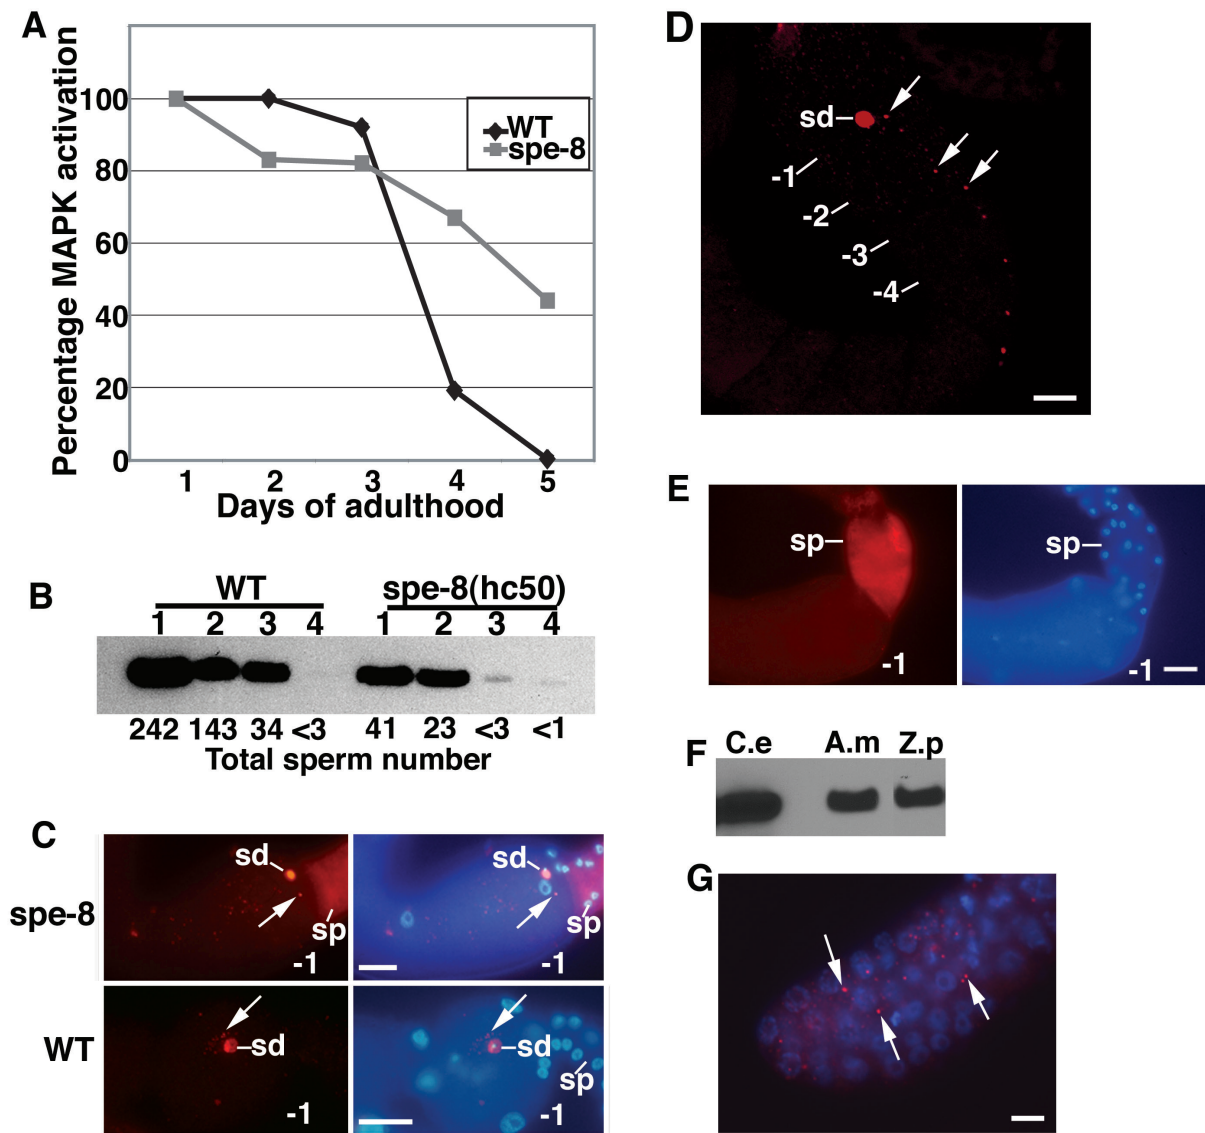 A
Percentage MAPK activation
100
80
60
40
20
0
WT
spe-8
1 2 3 4 5
Days of adulthood
B
WT spe-8(hc50)
1 2 3 4 1 2 3 4
242 143 34 <3 41 23 <3 <1
Total sperm number
C
spe-8
sd
sp
-1
sd
sp
-1
WT
sd
-1
sd
sp
-1
D
sd
-1
-2
-3
-4
E
sp
-1
sp
-1
F
C.e A.m Z.p
G